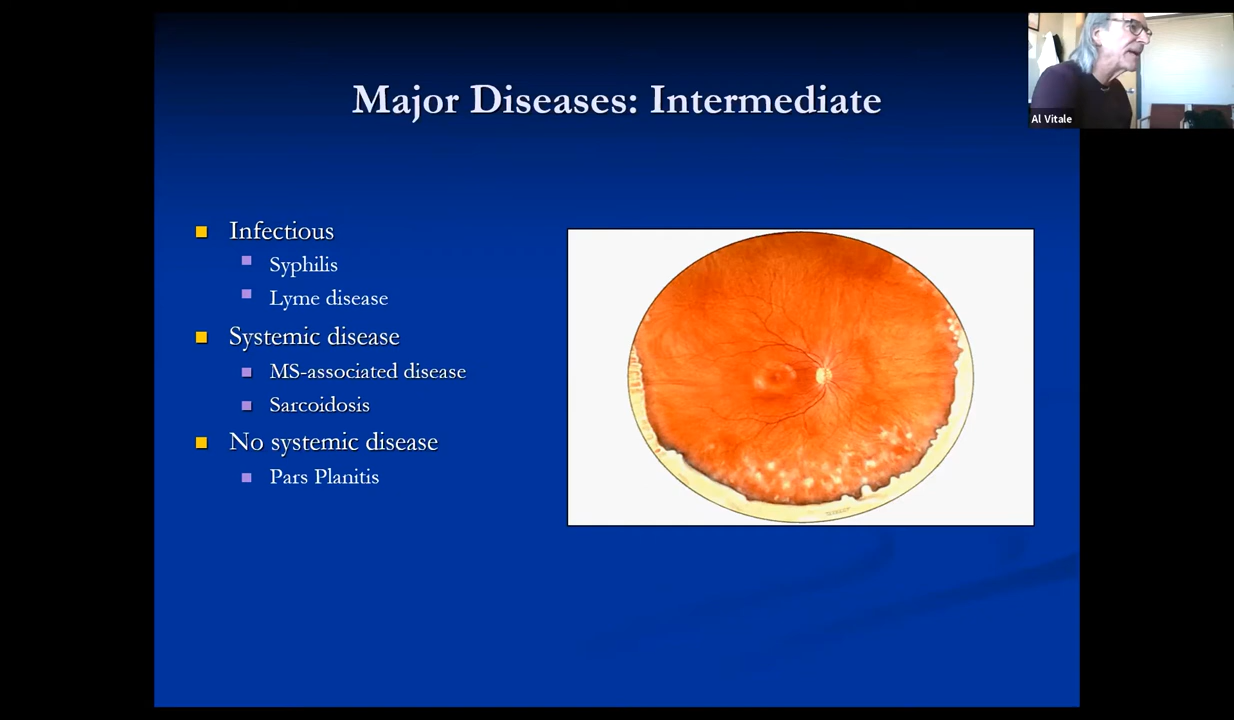 Major Diseases: Intermediate
Al Vitale
Infectious
Syphilis
Lyme disease
Systemic disease
MS-associated disease
Sarcoidosis
No systemic disease
Pars Planitis